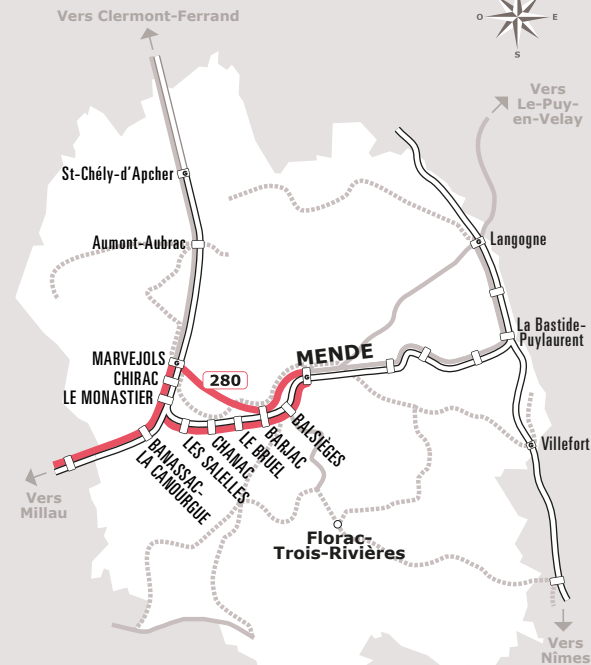 Vers Clermont-Ferrand
O
E
S
Vers
Le-Puy-
en-Velay
St-Chély-d'Apcher
Langogne
Aumont-Aubrac
La Bastide-
Puylaurent
MARVEJOLS
CHIRAC
LE MONASTIER
280
MENDE
BALSIÈGES
BARJAC
LE BRUEL
CHANAC
LES SALELLES
BANASSAC-
LA CANOURGUE
Villefort
Vers
Millau
Florac-
Trois-Rivières
Vers
Nîmes